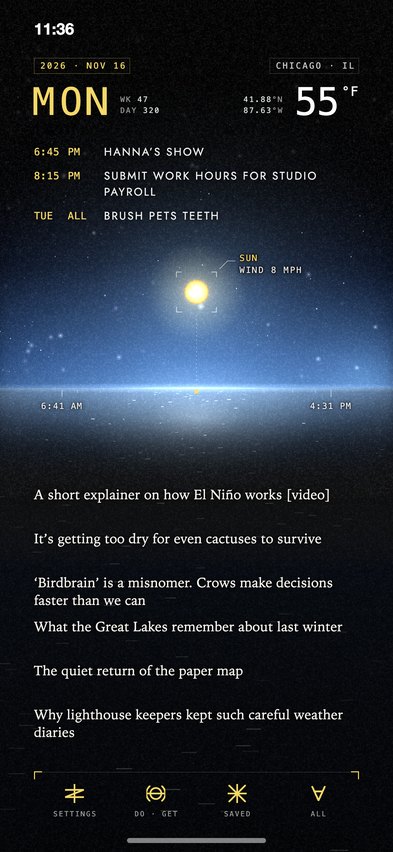 11:36
2026 · NOV 16
CHICAGO · IL
MON
WK 47
DAY 320
41.88°N
87.63°W
55°F
6:45 PM HANNA'S SHOW
8:15 PM SUBMIT WORK HOURS FOR STUDIO
PAYROLL
TUE ALL BRUSH PETS TEETH
SUN
WIND 8 MPH
6:41 AM
4:31 PM
A short explainer on how El Niño works [video]
It's getting too dry for even cactuses to survive
‘Birdbrain’ is a misnomer. Crows make decisions
faster than we can
What the Great Lakes remember about last winter
The quiet return of the paper map
Why lighthouse keepers kept such careful weather
diaries
SETTINGS
DO · GET
SAVED
ALL